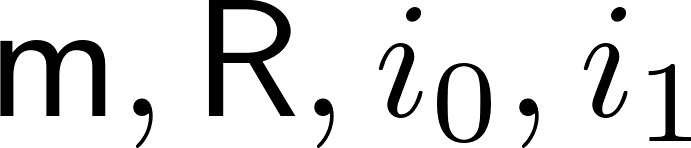 m, R, i₀, i₁